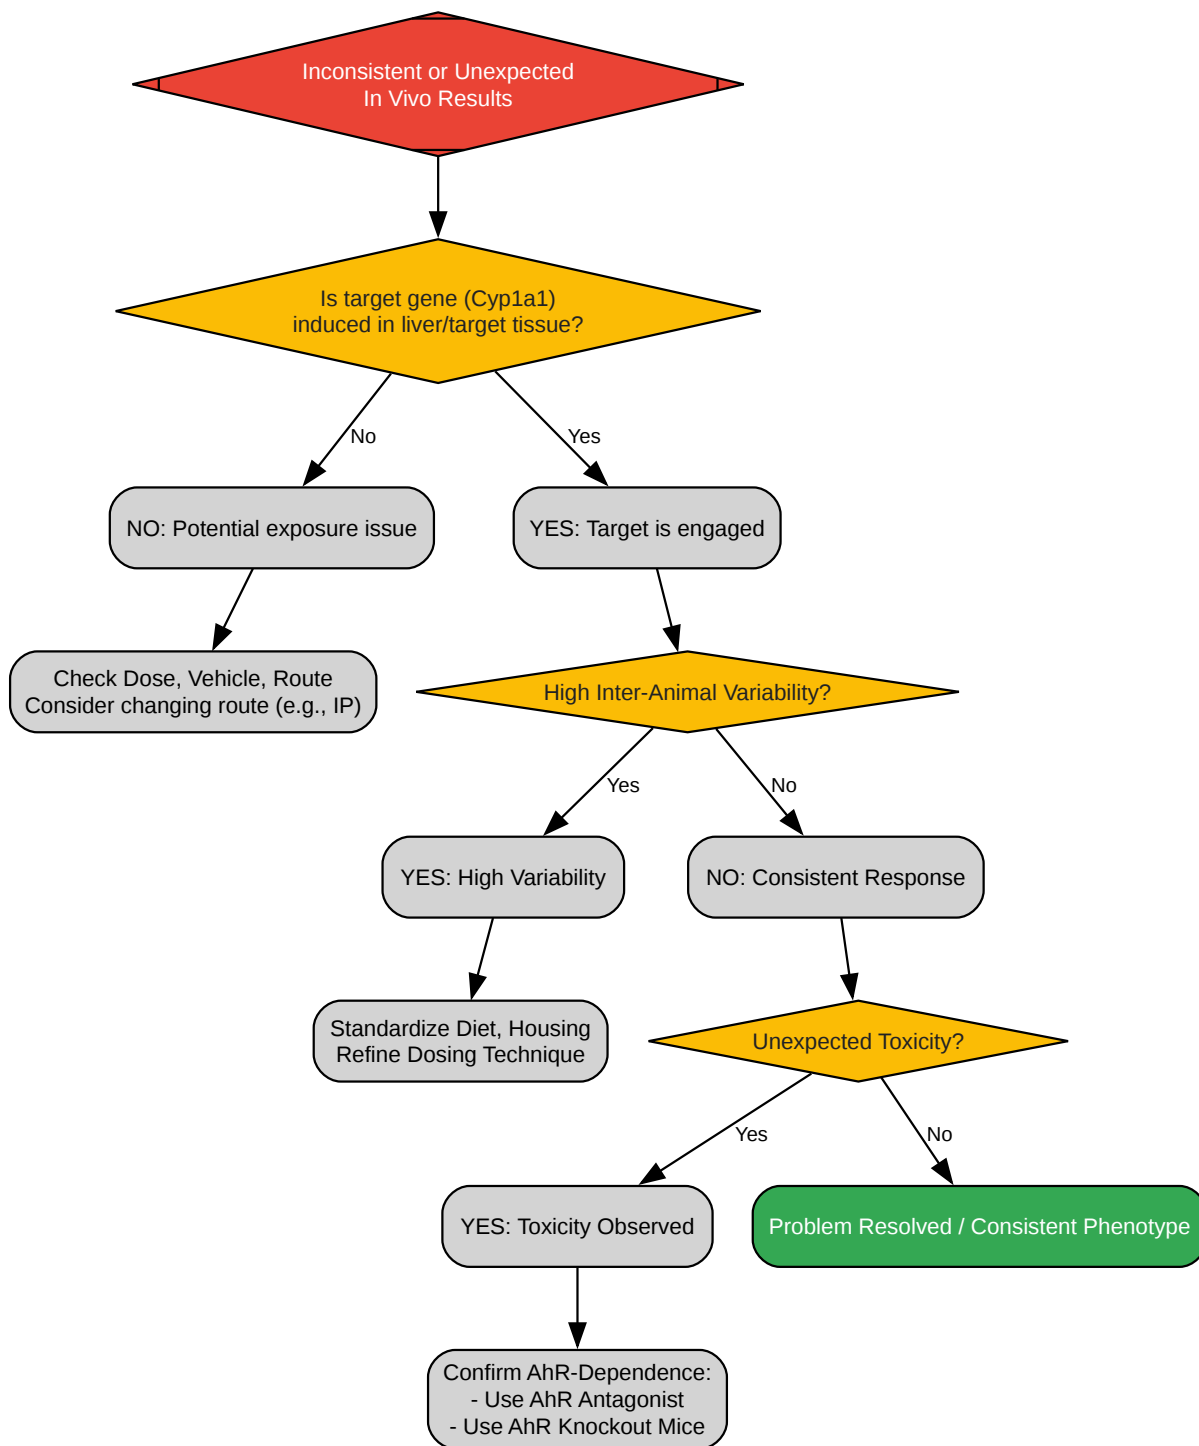 Inconsistent or Unexpected
In Vivo Results
Is target gene (Cyp1a1)
induced in liver/target tissue?
No
Yes
NO: Potential exposure issue
YES: Target is engaged
Check Dose, Vehicle, Route
Consider changing route (e.g., IP)
High Inter-Animal Variability?
Yes
No
YES: High Variability
NO: Consistent Response
Standardize Diet, Housing
Refine Dosing Technique
Unexpected Toxicity?
Yes
No
YES: Toxicity Observed
Problem Resolved / Consistent Phenotype
Confirm AhR-Dependence:
- Use AhR Antagonist
- Use AhR Knockout Mice